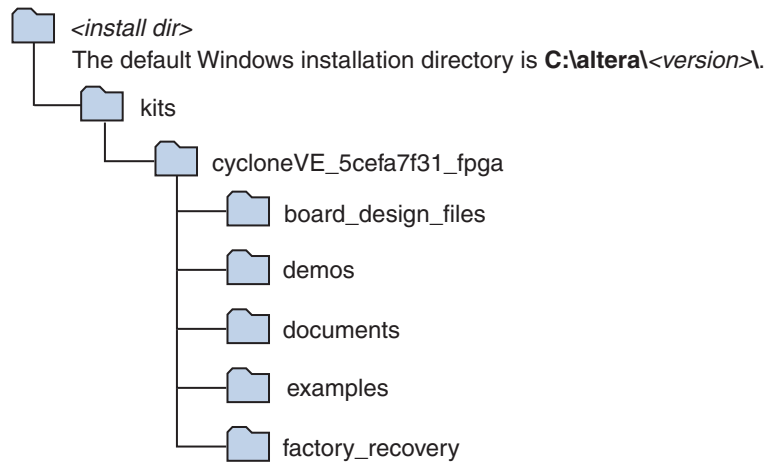 <install dir>
The default Windows installation directory is C:\altera\<version>\.
kits
cycloneVE_5cefa7f31_fpga
board_design_files
demos
documents
examples
factory_recovery